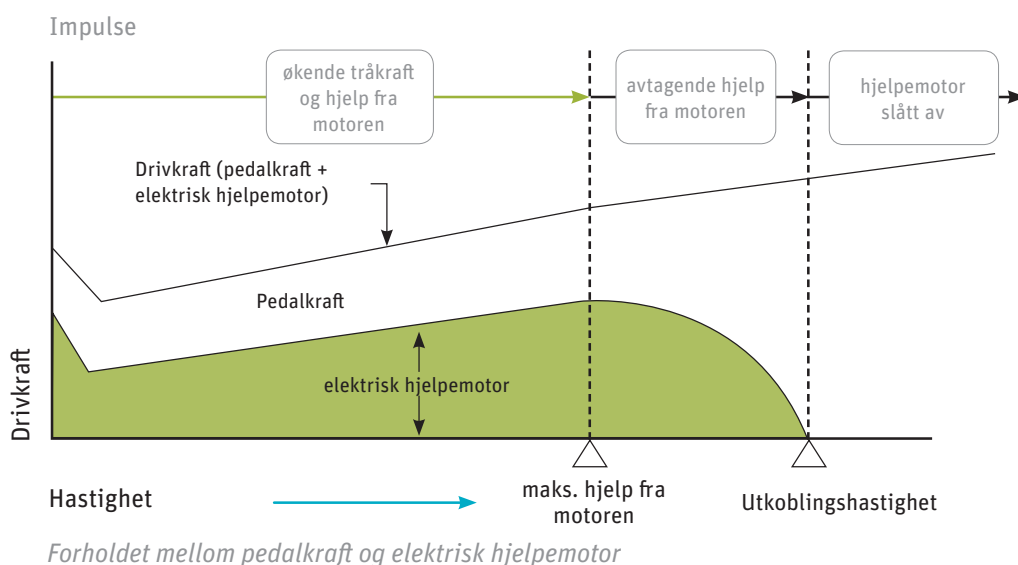 Impulse
økende tråkraft
og hjelp fra
motoren
avtagende hjelp
fra motoren
hjelpemotor
slått av
Drivkraft (pedalkraft +
elektrisk hjelpemotor)
Pedalkraft
elektrisk hjelpemotor
Drivkraft
Hastighet
maks. hjelp fra
motoren
Utkoblingshastighet
Forholdet mellom pedalkraft og elektrisk hjelpemotor